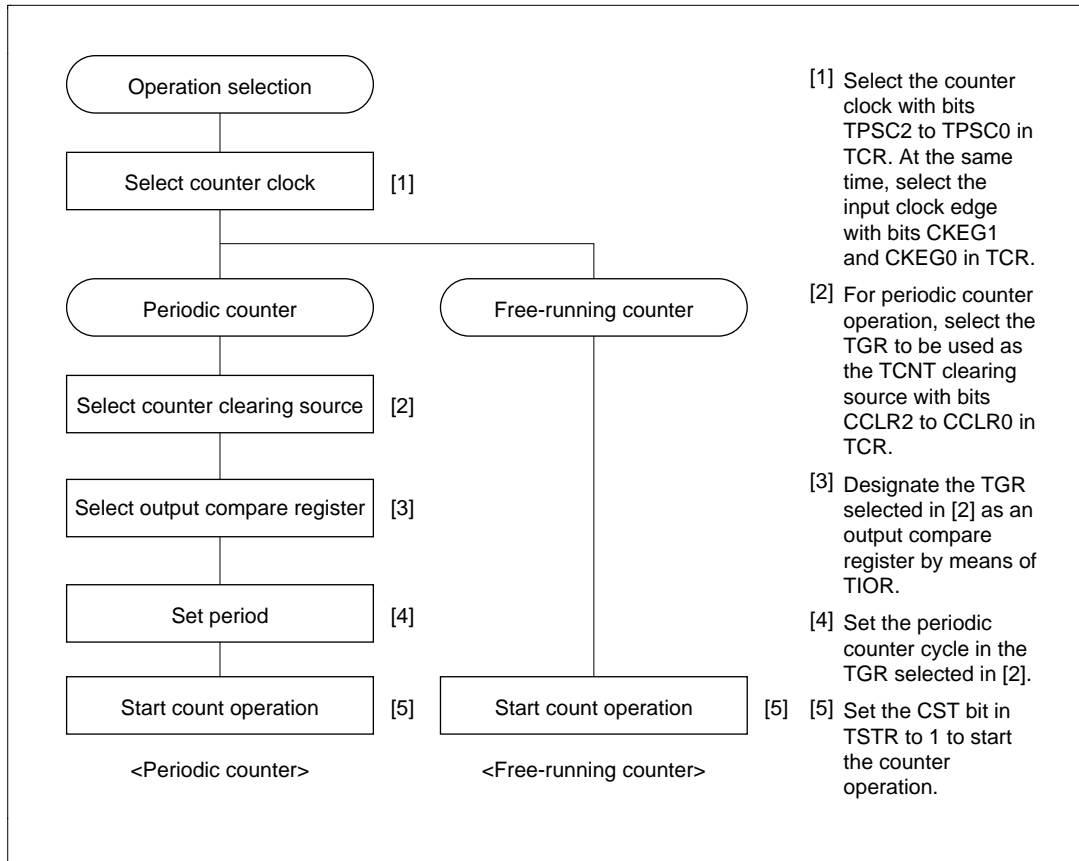 Operation selection
Select counter clock
[1]
Periodic counter
Free-running counter
Select counter clearing source
[2]
Select output compare register
[3]
Set period
[4]
Start count operation
[5]
Start count operation
[5]
<Periodic counter>
<Free-running counter>
[1] Select the counter
clock with bits
TPSC2 to TPSC0 in
TCR. At the same
time, select the
input clock edge
with bits CKEG1
and CKEG0 in TCR.
[2] For periodic counter
operation, select the
TGR to be used as
the TCNT clearing
source with bits
CCLR2 to CCLR0 in
TCR.
[3] Designate the TGR
selected in [2] as an
output compare
register by means of
TIOR.
[4] Set the periodic
counter cycle in the
TGR selected in [2].
[5] Set the CST bit in
TSTR to 1 to start
the counter
operation.